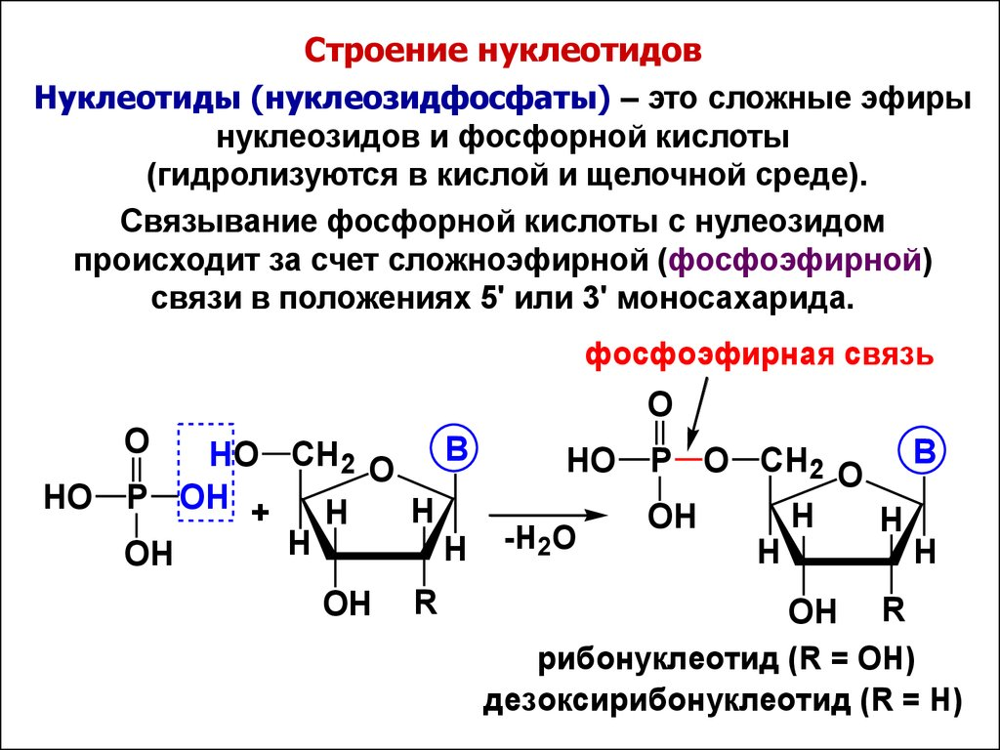 Строение нуклеотидов
Нуклеотиды (нуклеозидфосфаты) – это сложные эфиры
нуклеозидов и фосфорной кислоты
(гидролизуются в кислой и щелочной среде).
Связывание фосфорной кислоты с нулеозидом
происходит за счет сложноэфирной (фосфоэфирной)
связи в положениях 5' или 3' моносахарида.
фосфоэфирная связь
O
HO P OH
OH
+
HO CH2 O B
H H
H H
OH R
-H2O
O
HO P O CH2 O B
OH
H H
H H
OH R
рибонуклеотид (R = OH)
дезоксирибонуклеотид (R = H)